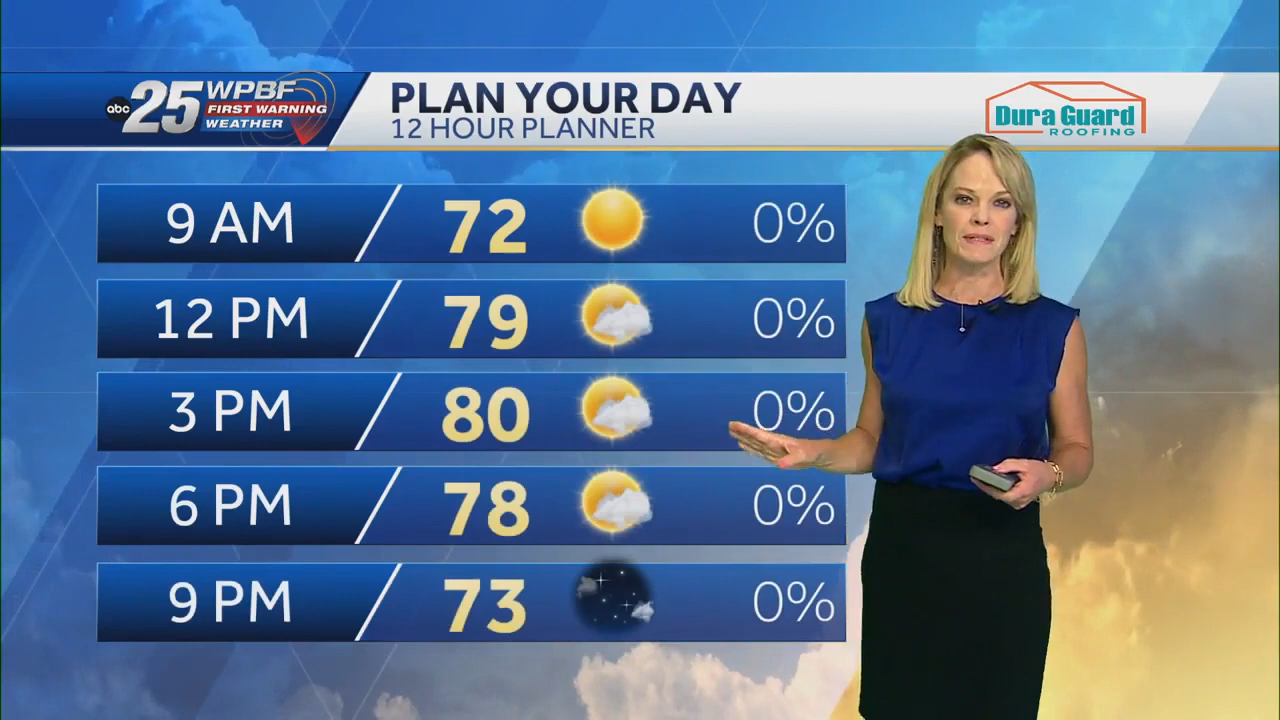 abc 25 WPBF
FIRST WARNING
WEATHER
PLAN YOUR DAY
12 HOUR PLANNER
Dura Guard
ROOFING
9 AM 72 0%
12 PM 79 0%
3 PM 80 0%
6 PM 78 0%
9 PM 73 0%